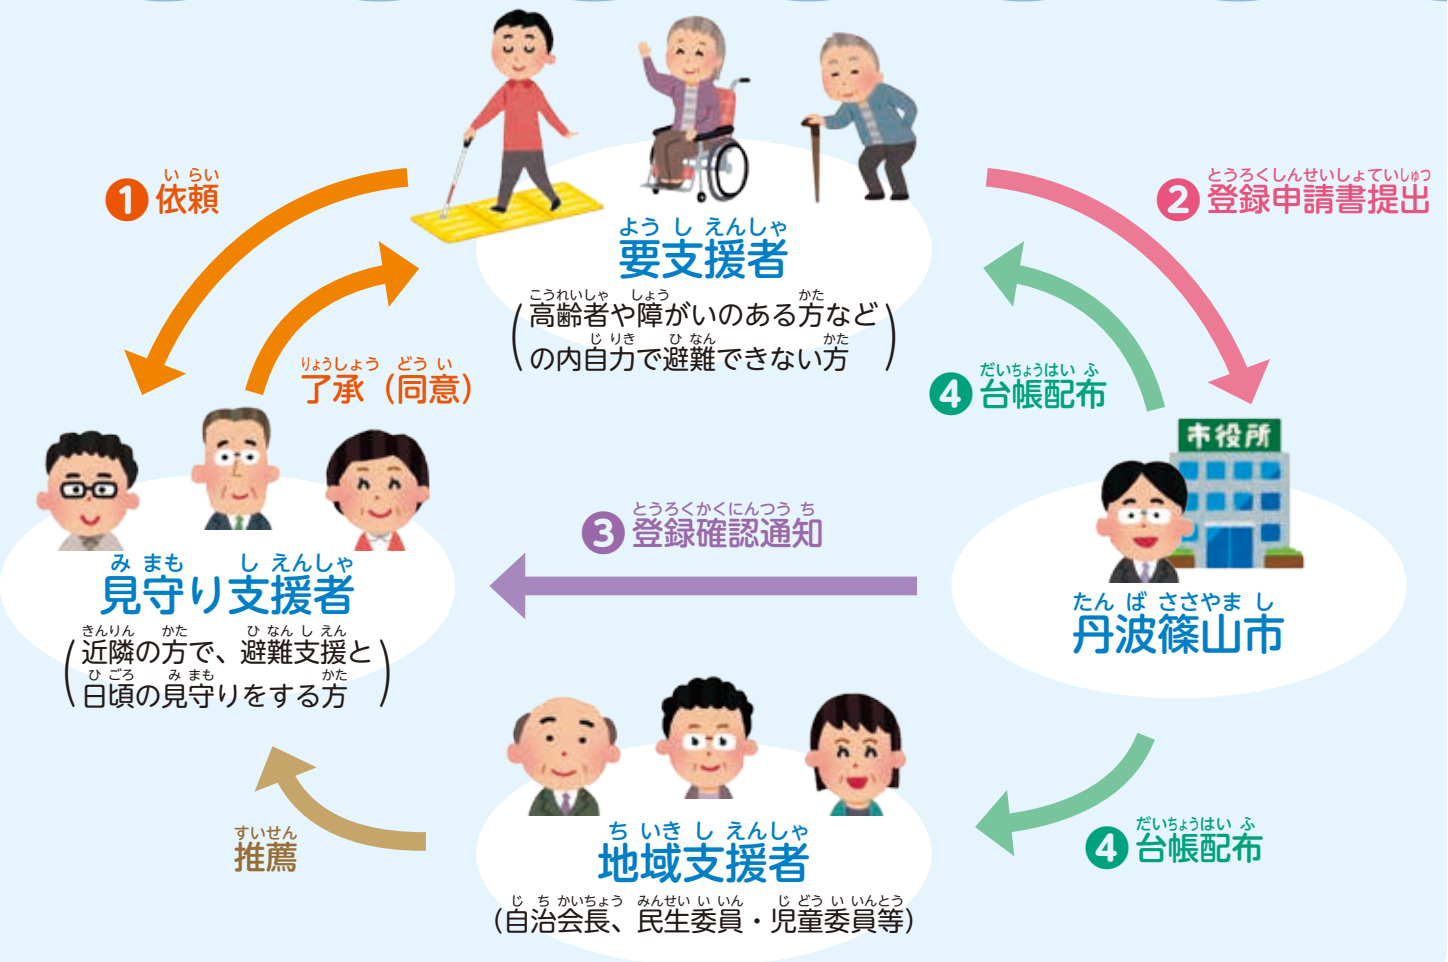 いらい
❶依頼
とうろくしんせいしょていしゅつ
❷登録申請書提出
ようしえんしゃ
要支援者
こうれいしゃ しょう かた
(高齢者や障がいのある方など
じりき ひなん かた
の内自力で避難できない方)
りょうしょう どうい
了承（同意）
だいちょうはいふ
❹台帳配布
市役所
とうろくかくにんつうち
❸登録確認通知
みまも しえんしゃ
見守り支援者
きんりん かた ひなんしえん
(近隣の方で、避難支援と
ひごろ みまも かた
日頃の見守りをする方)
たんばささやまし
丹波篠山市
すいせん
推薦
ちいきしえんしゃ
地域支援者
じちかいちょう みんせいいいん じどういいんとう
(自治会長、民生委員・児童委員等)
だいちょうはいふ
❹台帳配布